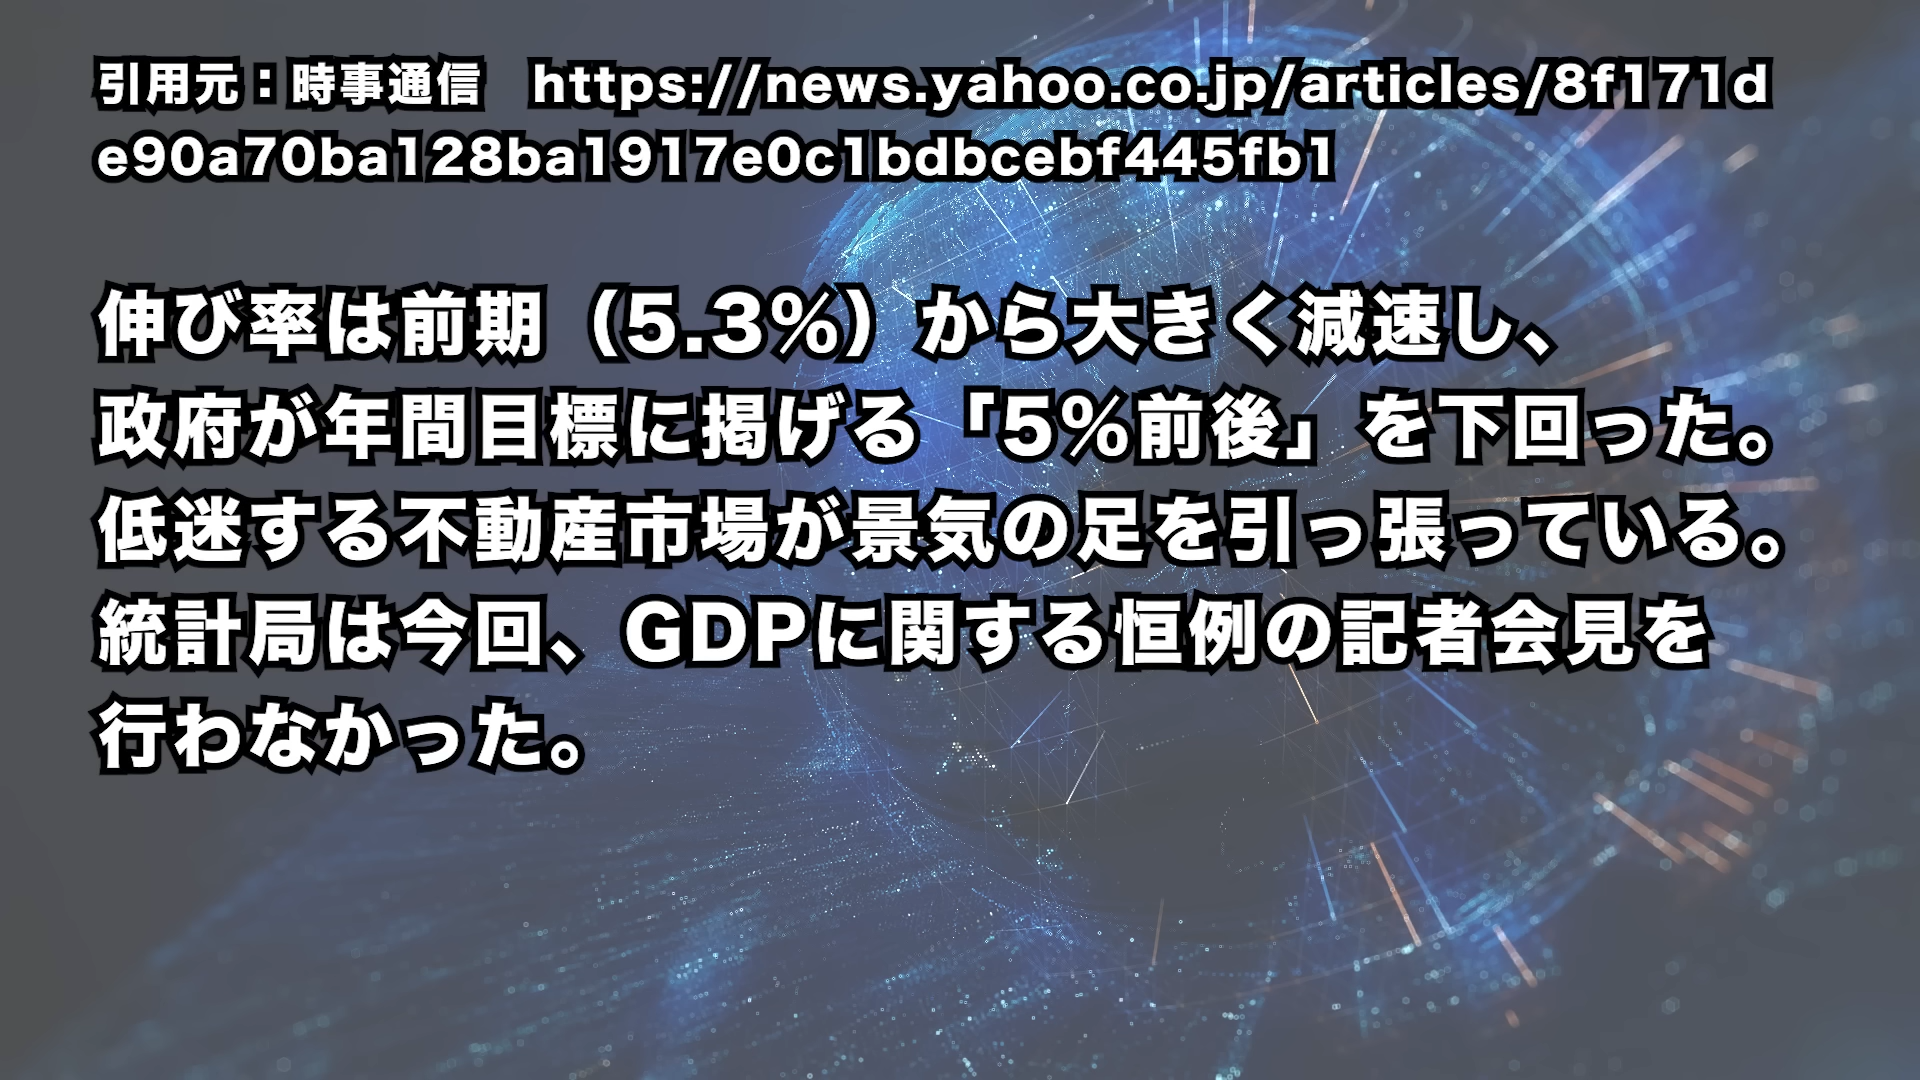 引用元：時事通信　https://news.yahoo.co.jp/articles/8f171d
e90a70ba128ba1917e0c1bdbcebf445fb1
伸び率は前期（5.3％）から大きく減速し、
政府が年間目標に掲げる「5％前後」を下回った。
低迷する不動産市場が景気の足を引っ張っている。
統計局は今回、GDPに関する恒例の記者会見を
行わなかった。